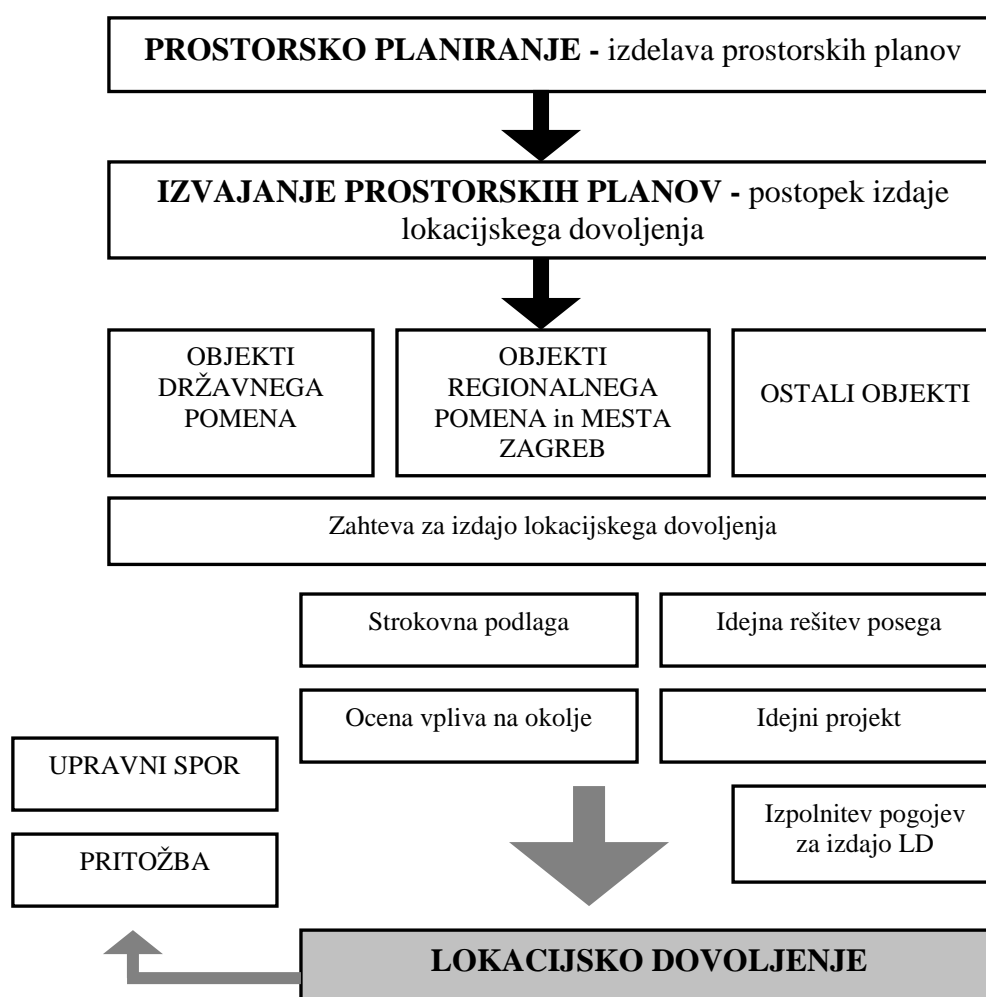 PROSTORSKO PLANIRANJE - izdelava prostorskih planov
IZVAJANJE PROSTORSKIH PLANOV - postopek izdaje
lokacijskega dovoljenja
OBJEKTI
DRŽAVNEGA
POMENA
OBJEKTI
REGIONALNEGA
POMENA in MESTA
ZAGREB
OSTALI OBJEKTI
Zahteva za izdajo lokacijskega dovoljenja
Strokovna podlaga
Idejna rešitev posega
Ocena vpliva na okolje
Idejni projekt
UPRAVNI SPOR
Izpolnitev pogojev
za izdajo LD
PRITOŽBA
LOKACIJSKO DOVOLJENJE